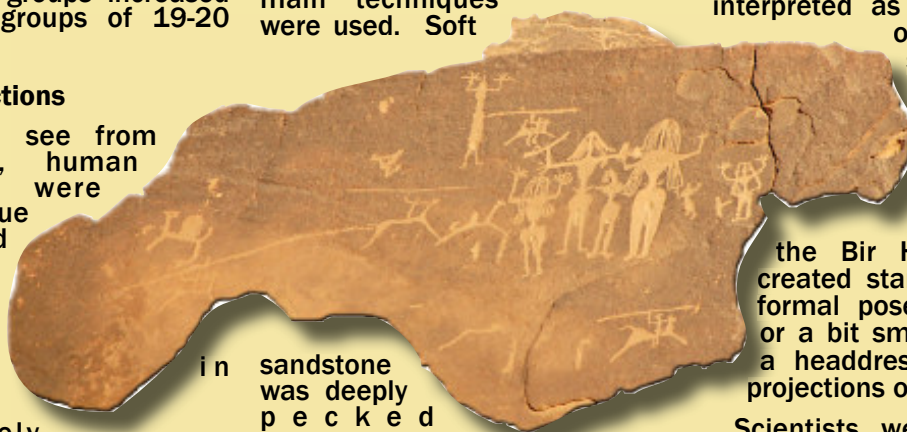 groups increased
groups of 19-20
ctions
see from
human
were
in
main techniques
were used. Soft
sandstone
was deeply
pecked
interpreted as
the Bir H
created sta
formal pose
or a bit sm
a headdres
projections o
Scientists we